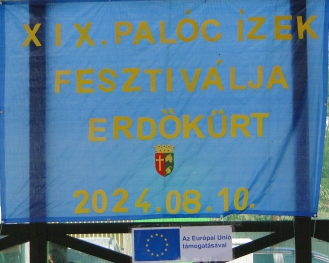 XIX. PALÓC ÍZEK
FESZTIVÁLJA
ERDŐKÜRT
2024.08.10.
Az Európai Unió
támogatásával